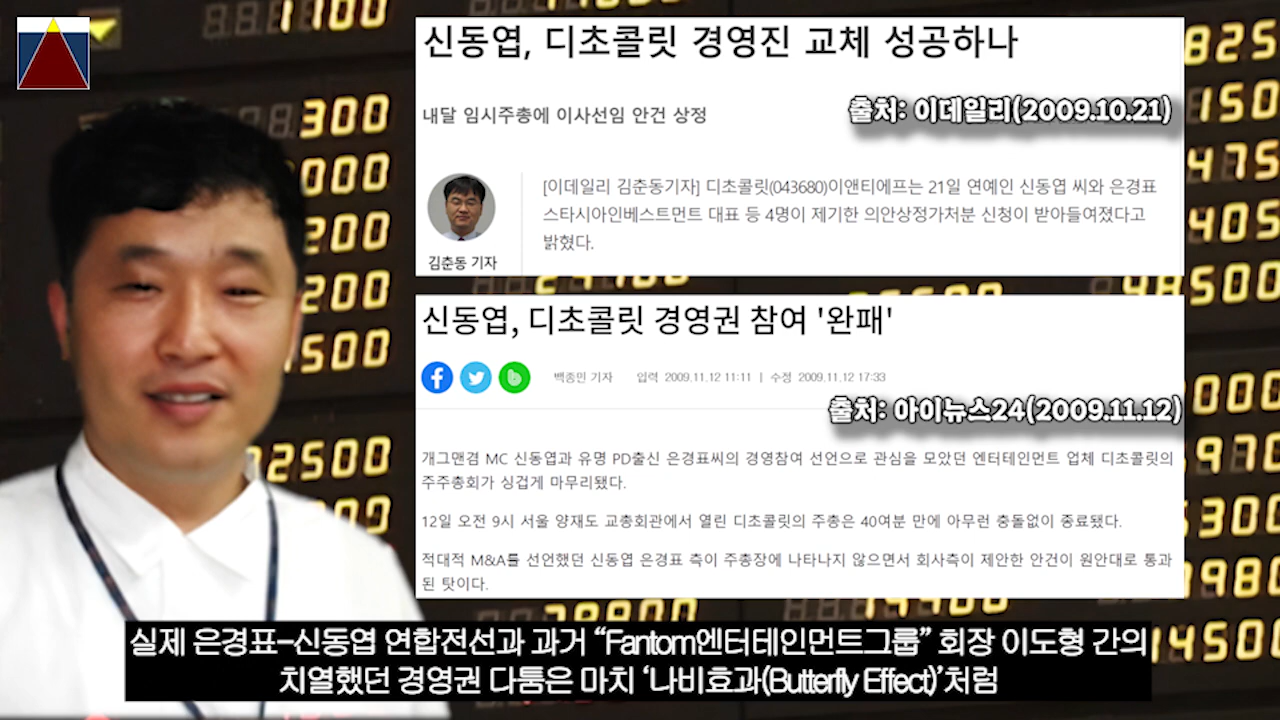 신동엽, 디초콜릿 경영진 교체 성공하나
내달 임시주총에 이사선임 안건 상정
출처: 이데일리(2009.10.21)
[이데일리 김춘동기자] 디초콜릿(043680)이앤티에프는 21일 연예인 신동엽 씨와 은경표
스타시아인베스트먼트 대표 등 4명이 제기한 의안상정가처분 신청이 받아들여졌다고
밝혔다.
김춘동 기자
신동엽, 디초콜릿 경영권 참여 '완패'
백종민 기자 입력 2009.11.12 11:11 | 수정 2009.11.12 17:33
출처: 아이뉴스24(2009.11.12)
개그맨겸 MC 신동엽과 유명 PD출신 은경표씨의 경영참여 선언으로 관심을 모았던 엔터테인먼트 업체 디초콜릿의
주주총회가 싱겁게 마무리됐다.
12일 오전 9시 서울 양재도 교총회관에서 열린 디초콜릿의 주총은 40여분 만에 아무런 충돌없이 종료됐다.
적대적 M&A를 선언했던 신동엽 은경표 측이 주총장에 나타나지 않으면서 회사측이 제안한 안건이 원안대로 통과
된 탓이다.
실제 은경표-신동엽 연합전선과 과거 “Fantom엔터테인먼트그룹” 회장 이도형 간의
치열했던 경영권 다툼은 마치 ‘나비효과(Butterfly Effect)’처럼
1100
300
000
200
200
500
22500
825
150
475
405
98500
000
970
300
980
14500